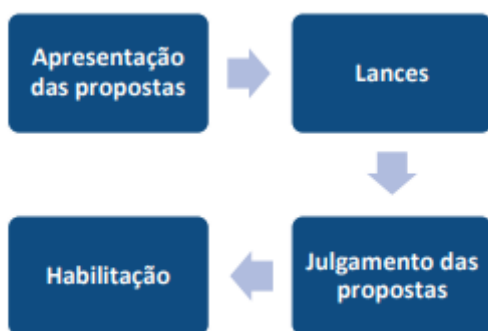 Apresentação
das propostas
Lances
Julgamento das
propostas
Habilitação